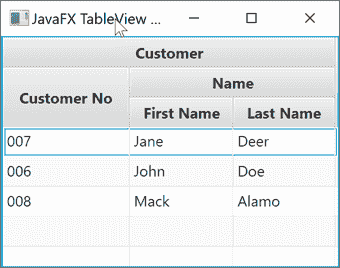 JavaFX TableView ...
Customer
Customer No
Name
First Name Last Name
007 Jane Deer
006 John Doe
008 Mack Alamo